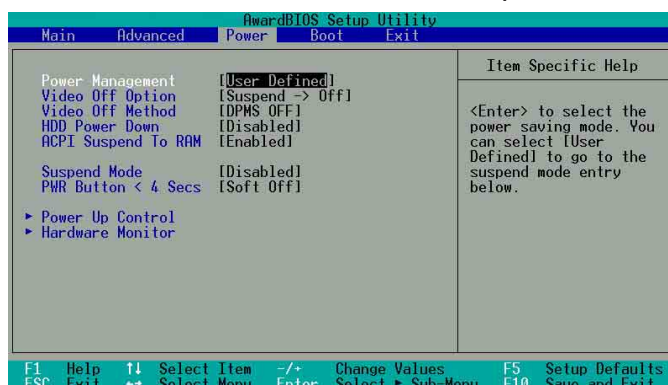 AwardBIOS Setup Utility
Main Advanced Power Boot Exit
Power Management [User Defined]
Video Off Option [Suspend -> Off]
Video Off Method [DPMS OFF]
HDD Power Down [Disabled]
ACPI Suspend To RAM [Enabled]
Suspend Mode [Disabled]
PWR Button < 4 Secs [Soft Off]
▸ Power Up Control
▸ Hardware Monitor
Item Specific Help
<Enter> to select the
power saving mode. You
can select [User
Defined] to go to the
suspend mode entry
below.
F1 Help ↑↓ Select Item -/+ Change Values F5 Setup Defaults
ESC Exit ←→ Select Menu Enter Select ▸ Sub-Menu F10 Save and Exit